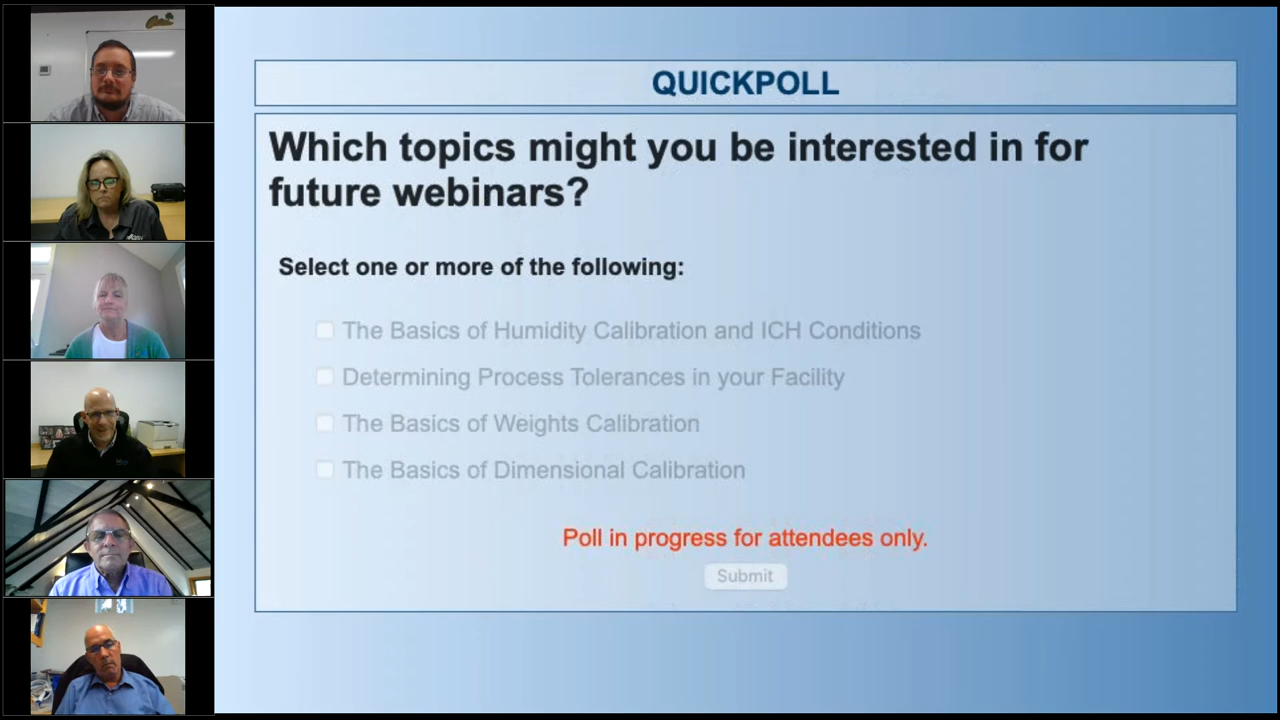 QUICKPOLL
Which topics might you be interested in for
future webinars?
Select one or more of the following:
The Basics of Humidity Calibration and ICH Conditions
Determining Process Tolerances in your Facility
The Basics of Weights Calibration
The Basics of Dimensional Calibration
Poll in progress for attendees only.
Submit